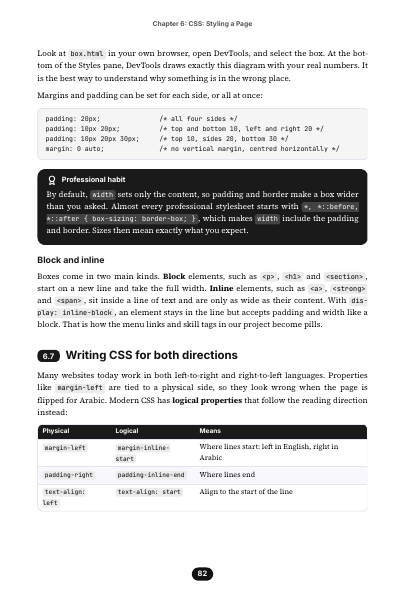 Chapter 6: CSS: Styling a Page
Look at box.html in your own browser, open DevTools, and select the box. At the bot-
tom of the Styles pane, DevTools draws exactly this diagram with your real numbers. It
is the best way to understand why something is in the wrong place.
Margins and padding can be set for each side, or all at once:
padding: 20px; /* all four sides */
padding: 10px 20px; /* top and bottom 10, left and right 20 */
padding: 10px 20px 30px; /* top 10, sides 20, bottom 30 */
margin: 0 auto; /* no vertical margin, centred horizontally */
Professional habit
By default, width sets only the content, so padding and border make a box wider
than you asked. Almost every professional stylesheet starts with *, *::before,
*::after { box-sizing: border-box; }, which makes width include the padding
and border. Sizes then mean exactly what you expect.
Block and inline
Boxes come in two main kinds. Block elements, such as <p>, <h1> and <section>,
start on a new line and take the full width. Inline elements, such as <a>, <strong>
and <span>, sit inside a line of text and are only as wide as their content. With dis-
play: inline-block, an element stays in the line but accepts padding and width like a
block. That is how the menu links and skill tags in our project become pills.
6.7 Writing CSS for both directions
Many websites today work in both left-to-right and right-to-left languages. Properties
like margin-left are tied to a physical side, so they look wrong when the page is
flipped for Arabic. Modern CSS has logical properties that follow the reading direction
instead:
Physical Logical Means
margin-left margin-inline- Where lines start: left in English, right in
start Arabic
padding-right padding-inline-end Where lines end
text-align: text-align: start Align to the start of the line
left
82